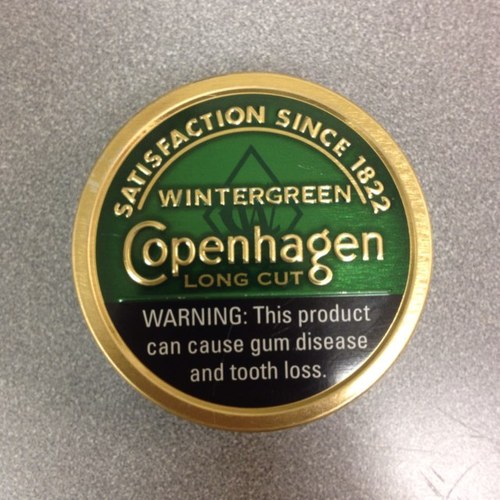 SATISFACTION SINCE 1822
WINTERGREEN
Copenhagen
LONG CUT
WARNING: This product
can cause gum disease
and tooth loss.